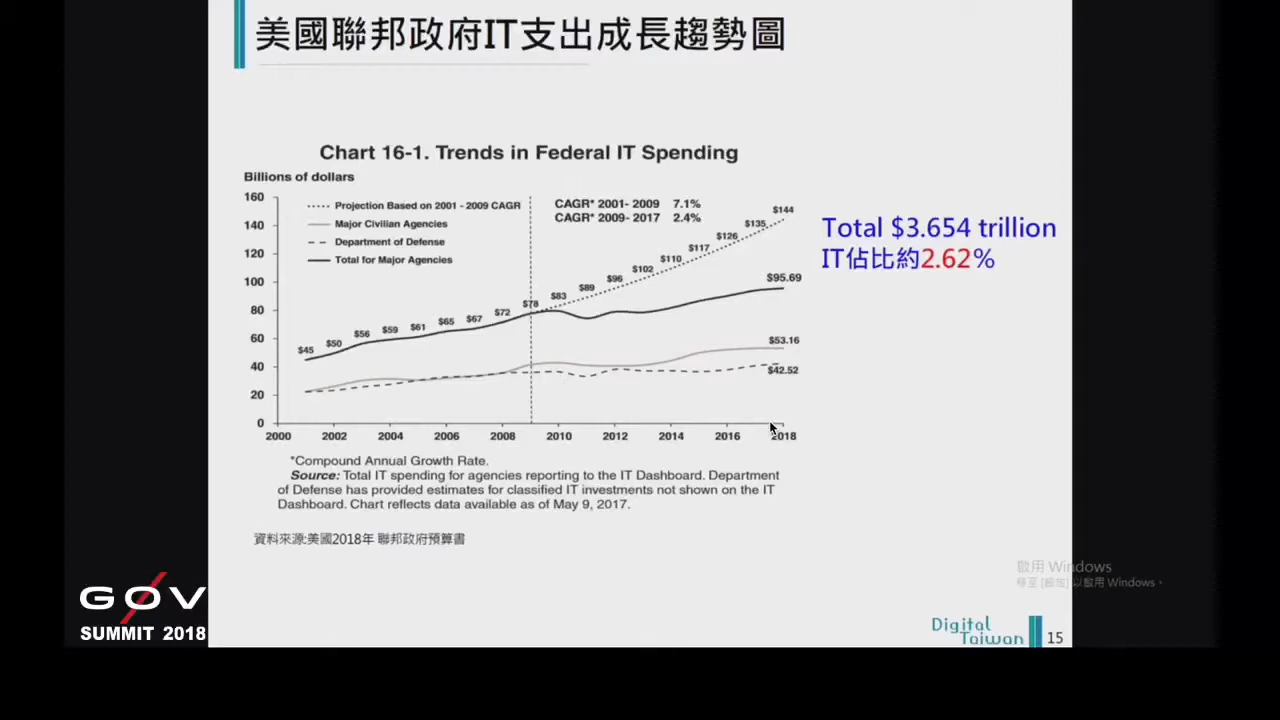 美國聯邦政府IT支出成長趨勢圖
Chart 16-1. Trends in Federal IT Spending
Billions of dollars
160
140
120
100
80
60
40
20
0
Projection Based on 2001 - 2009 CAGR
Major Civilian Agencies
Department of Defense
Total for Major Agencies
CAGR* 2001- 2009 7.1%
CAGR* 2009- 2017 2.4%
$45
$50
$56
$59
$61
$65
$67
$72
$78
$83
$89
$96
$102
$110
$117
$126
$135
$144
$95.69
$53.16
$42.52
2000 2002 2004 2006 2008 2010 2012 2014 2016 2018
Total $3.654 trillion
IT佔比約2.62%
*Compound Annual Growth Rate.
Source: Total IT spending for agencies reporting to the IT Dashboard. Department
of Defense has provided estimates for classified IT investments not shown on the IT
Dashboard. Chart reflects data available as of May 9, 2017.
資料來源:美國2018年 聯邦政府預算書
啟用 Windows
移至 [設定] 以啟用 Windows。
GØV
SUMMIT 2018
Digital
Taiwan
15